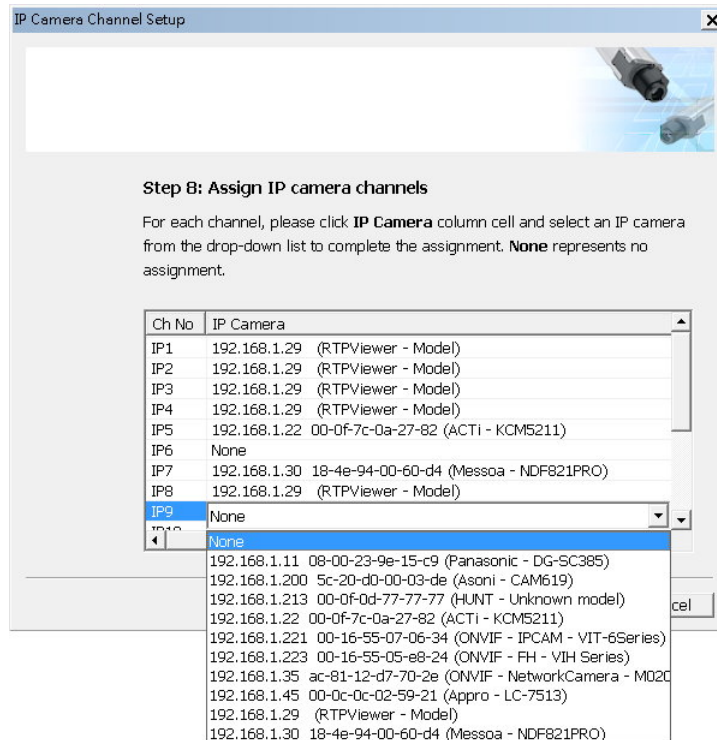 IP Camera Channel Setup
Step 8: Assign IP camera channels
For each channel, please click IP Camera column cell and select an IP camera
from the drop-down list to complete the assignment. None represents no
assignment.
Ch No IP Camera
IP1 192.168.1.29 (RTPViewer - Model)
IP2 192.168.1.29 (RTPViewer - Model)
IP3 192.168.1.29 (RTPViewer - Model)
IP4 192.168.1.29 (RTPViewer - Model)
IP5 192.168.1.22 00-0f-7c-0a-27-82 (ACTi - KCM5211)
IP6 None
IP7 192.168.1.30 18-4e-94-00-60-d4 (Messoa - NDF821PRO)
IP8 192.168.1.29 (RTPViewer - Model)
IP9 None
None
192.168.1.11 08-00-23-9e-15-c9 (Panasonic - DG-SC385)
192.168.1.200 5c-20-d0-00-03-de (Asoni - CAM619)
192.168.1.213 00-0f-0d-77-77-77 (HUNT - Unknown model)
cel
192.168.1.22 00-0f-7c-0a-27-82 (ACTi - KCM5211)
192.168.1.221 00-16-55-07-06-34 (ONVIF - IPCAM - VIT-6Series)
192.168.1.223 00-16-55-05-e8-24 (ONVIF - FH - VIH Series)
192.168.1.35 ac-81-12-d7-70-2e (ONVIF - NetworkCamera - M02
192.168.1.45 00-0c-0c-02-59-21 (Appro - LC-7513)
192.168.1.29 (RTPViewer - Model)
192.168.1.30 18-4e-94-00-60-d4 (Messoa - NDF821PRO)